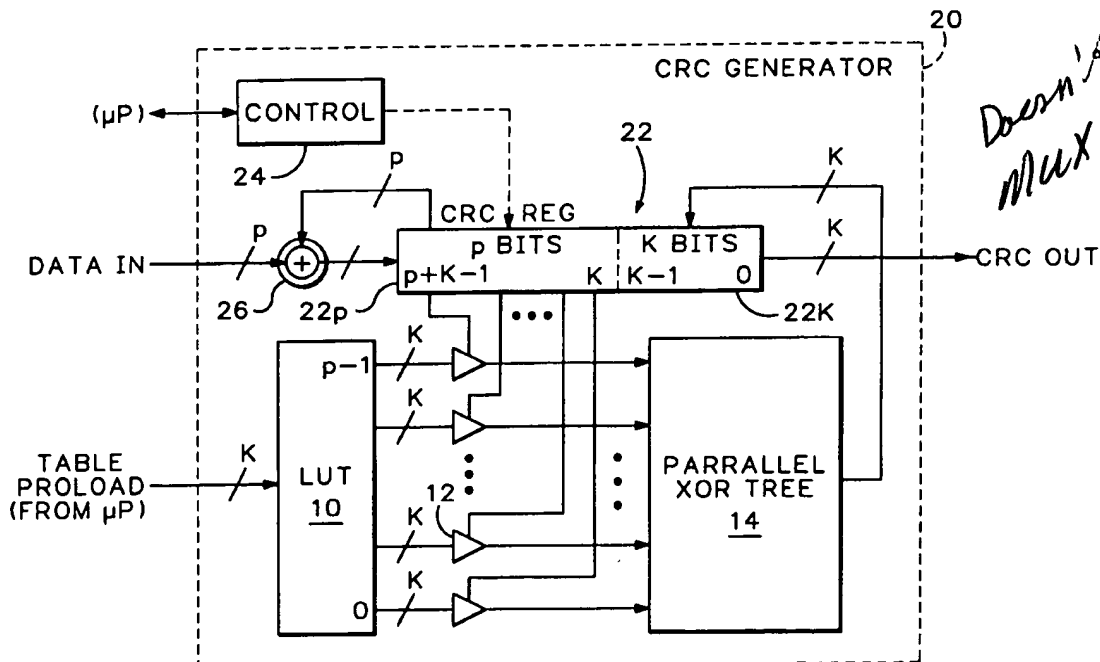 20
CRC GENERATOR
Doesn't
MUX
(µP)
CONTROL
24
p
22
K
CRC REG
p BITS
K BITS
K
DATA IN
p
26
22p
p+K-1
K
K-1
0
22K
CRC OUT
•••
K
p-1
K
TABLE
PROLOAD
(FROM µP)
K
LUT
10
12
K
K
0
PARRALLEL
XOR TREE
14